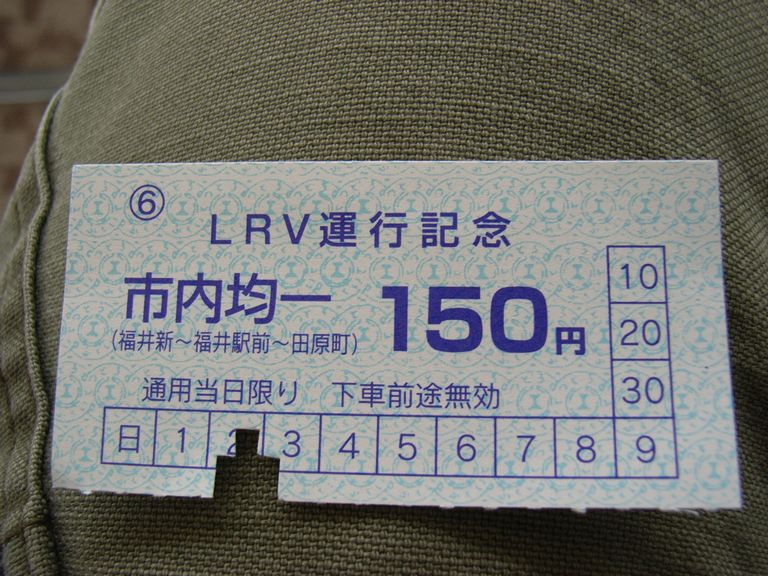 ⑥
LRV運行記念
市内均一 150円
(福井新～福井駅前～田原町)
通用当日限り 下車前途無効
10
20
30
日 1 2 3 4 5 6 7 8 9